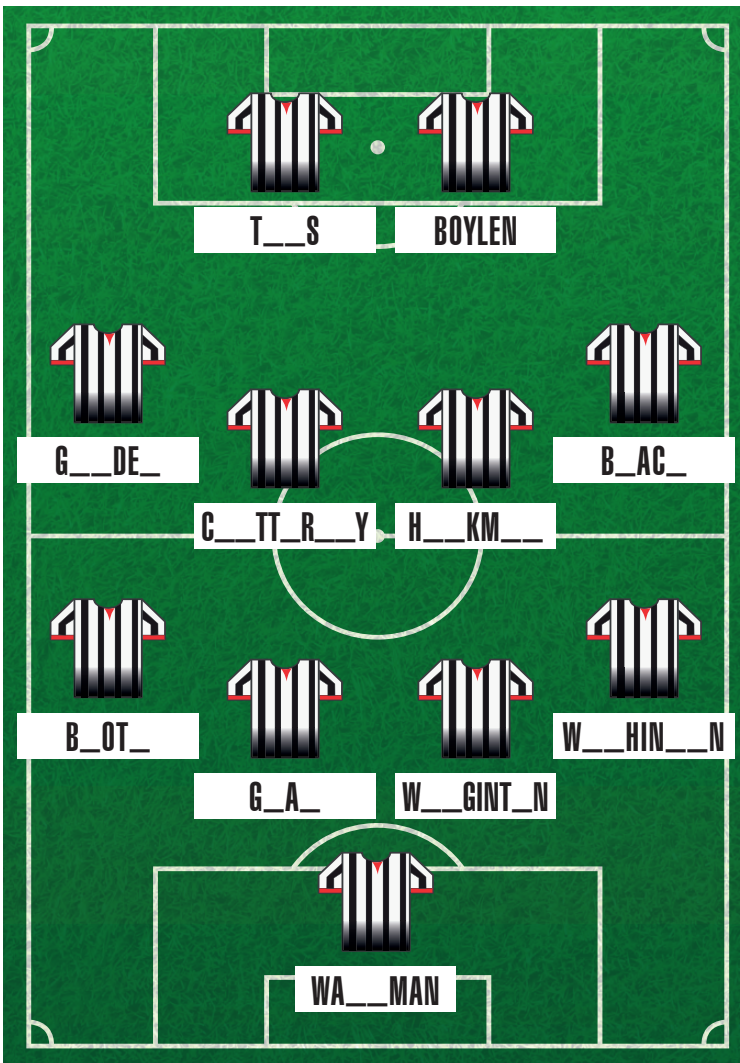 T__S
BOYLEN
G__DE_
B_AC_
C__TT_R__Y
H__KM__
B_OT_
W__HIN__N
G_A_
W__GINT_N
WA__MAN